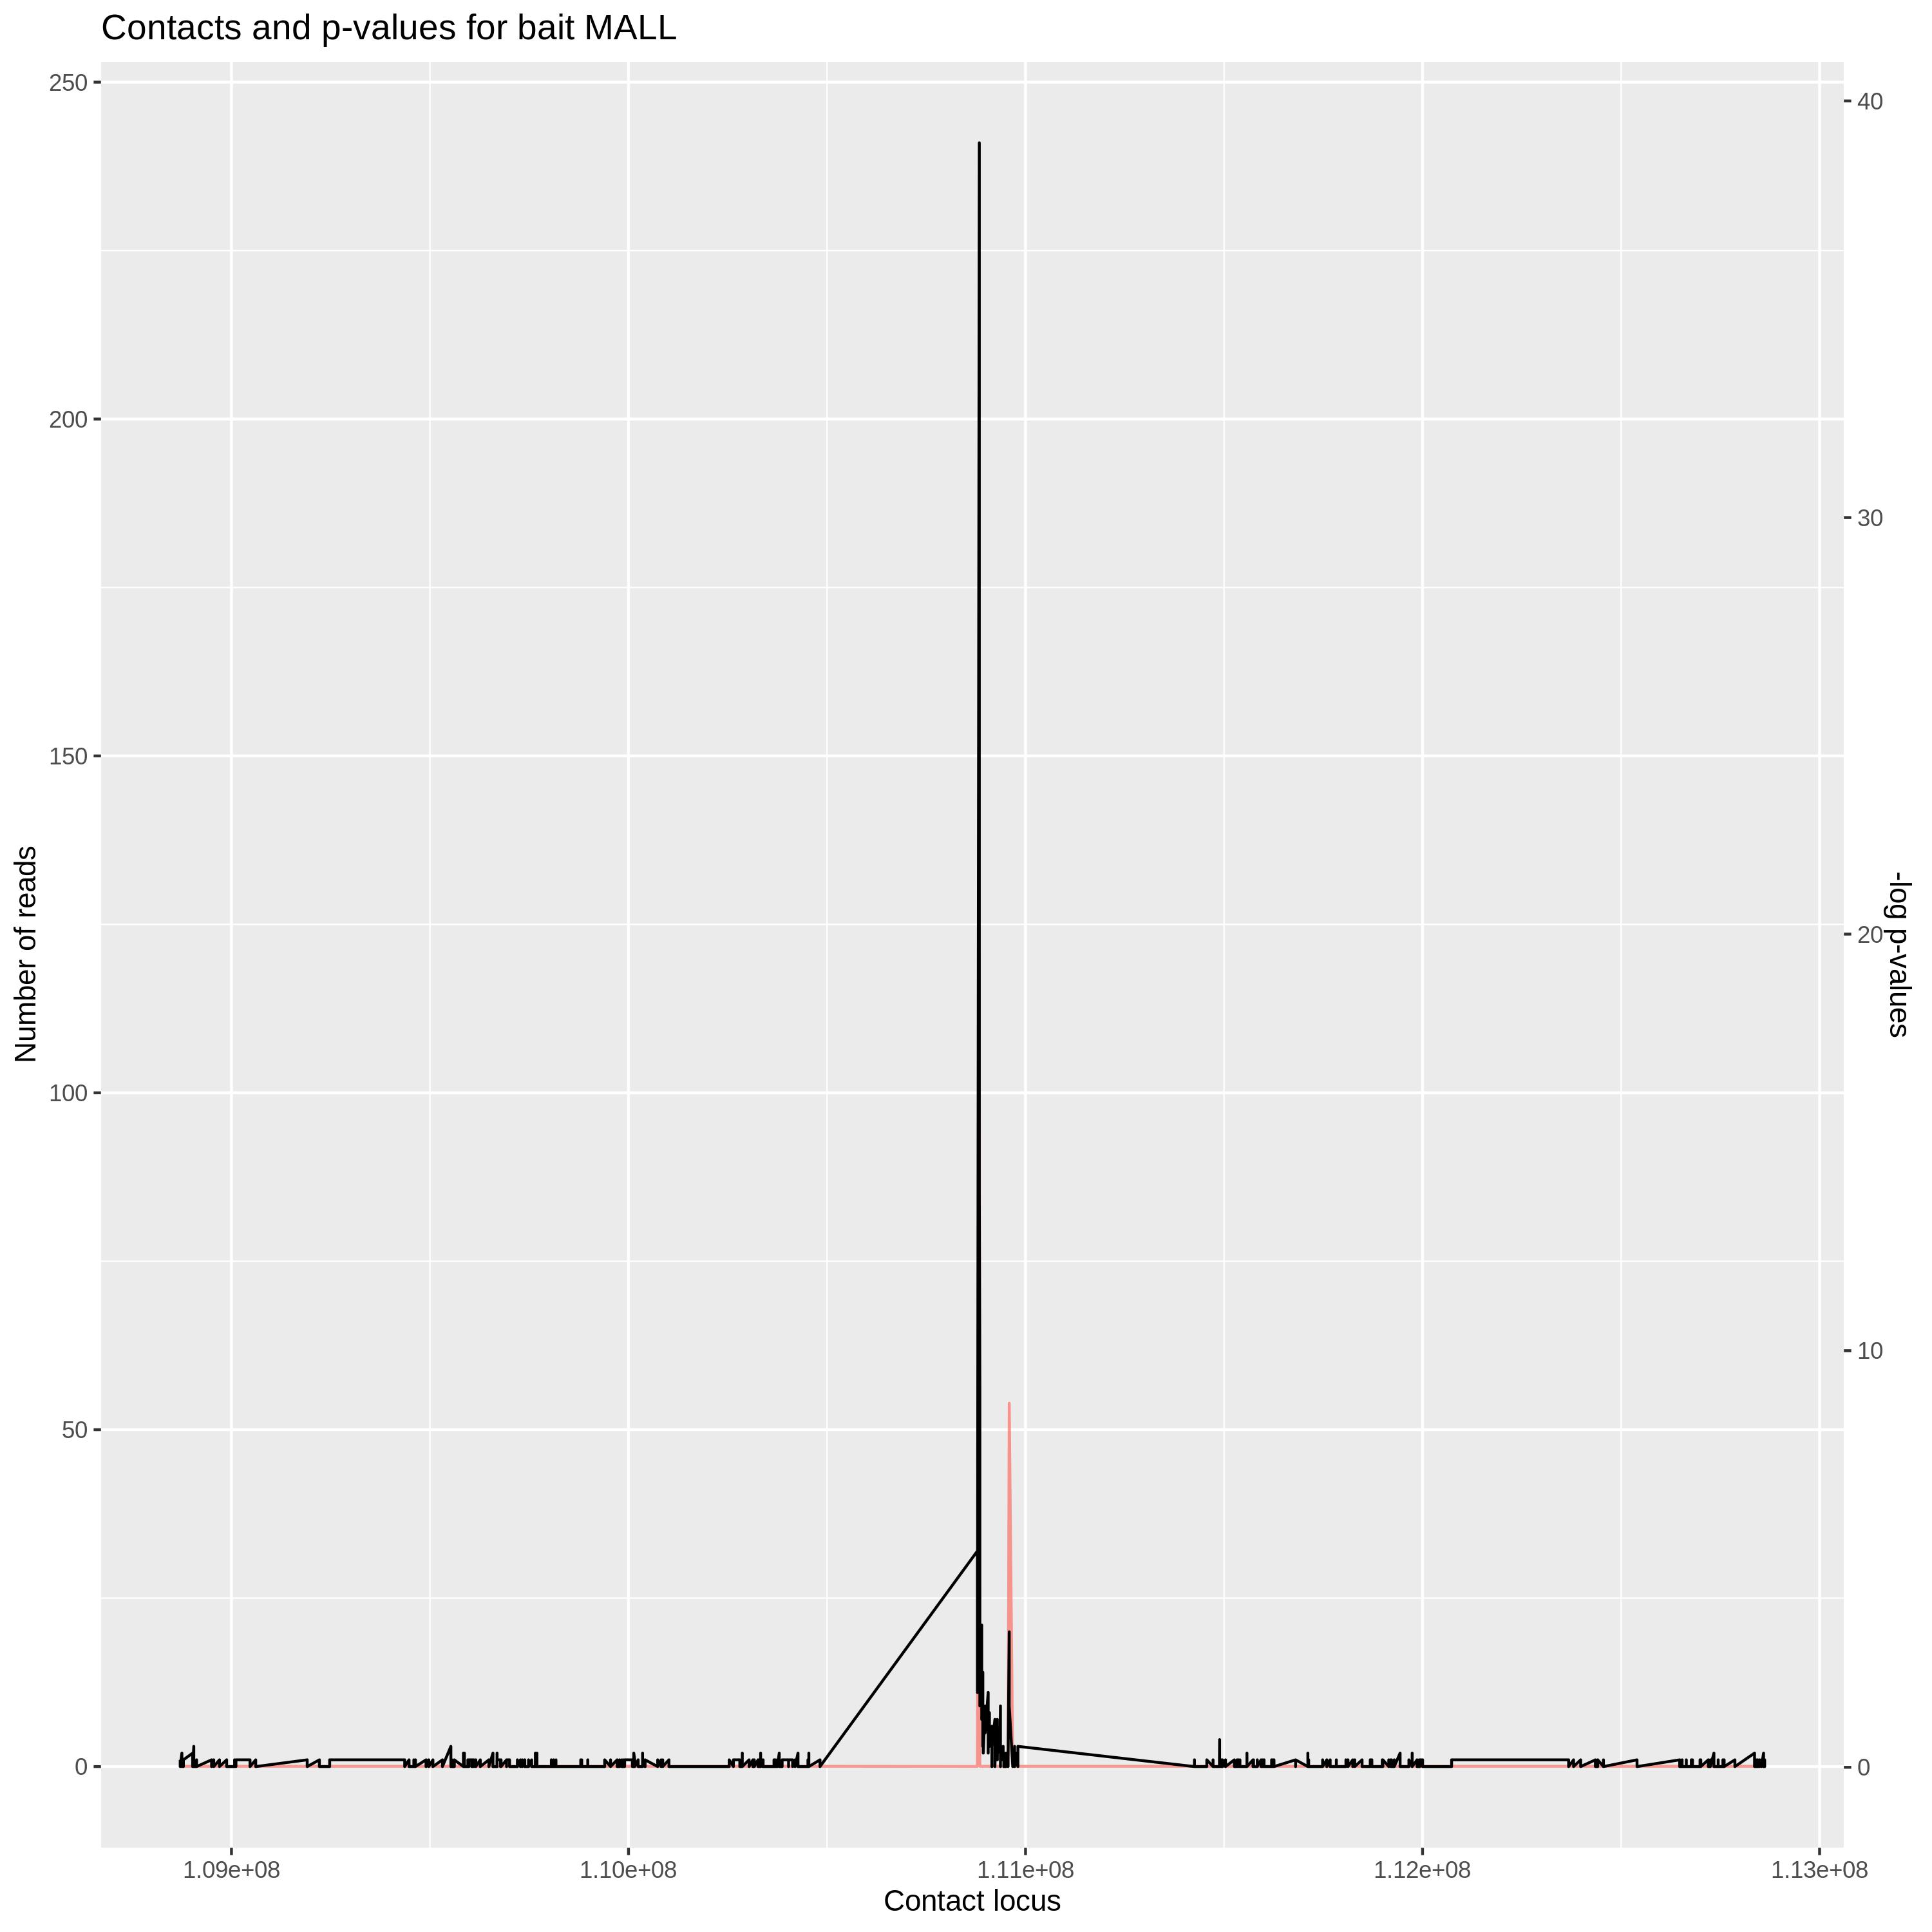 Contacts and p-values for bait MALL
250
200
150
100
50
0
Number of reads
40
30
20
10
0
-log p-values
1.09e+08
1.10e+08
1.11e+08
1.12e+08
1.13e+08
Contact locus